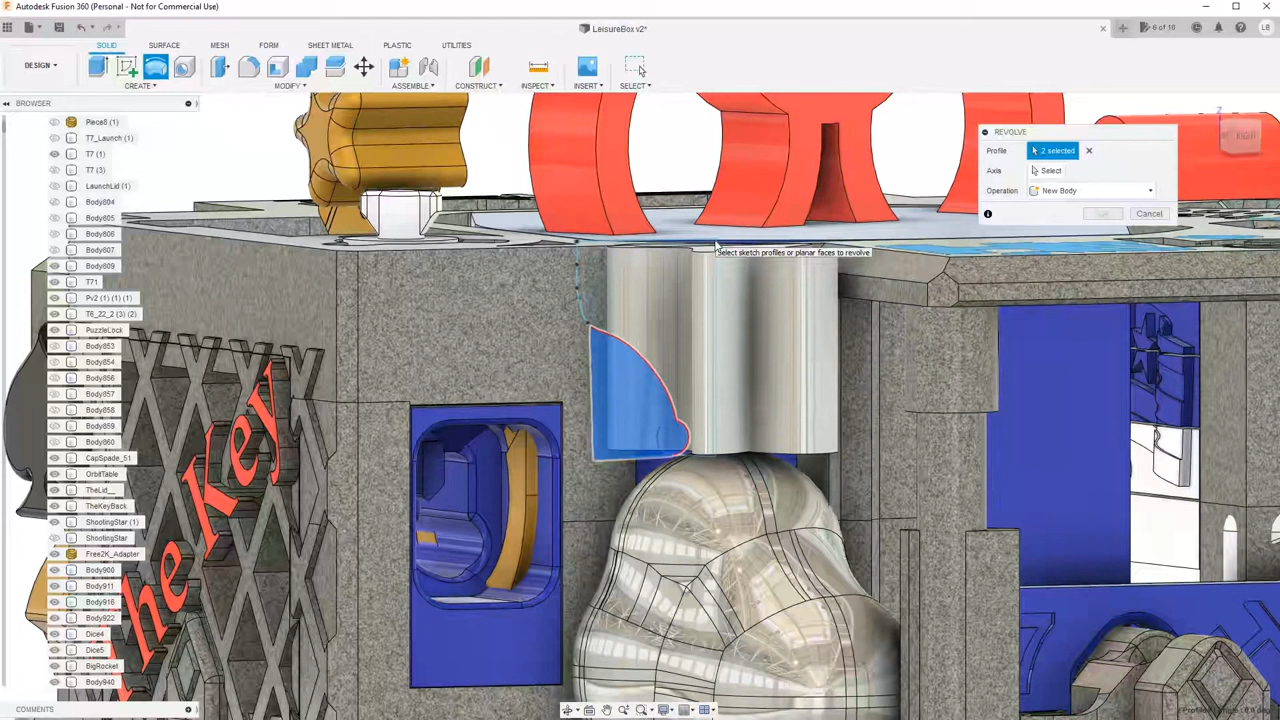 Autodesk Fusion 360 (Personal - Not for Commercial Use)
LeisureBox v2*
6 of 10
LB
SOLID SURFACE MESH FORM SHEET METAL PLASTIC UTILITIES
DESIGN
CREATE MODIFY ASSEMBLE CONSTRUCT INSPECT INSERT SELECT
BROWSER
Piece8 (1)
T7_Launch (1)
T7 (1)
T7 (3)
LaunchLid (1)
Body804
Body805
Body806
Body807
Body809
T71
Pv2 (1) (1) (1)
T6_22_2 (3) (2)
PuzzleLock
Body853
Body854
Body856
Body857
Body858
Body859
Body860
CapSpade_51
OrbitTable
TheLid__
TheKeyBack
ShootingStar (1)
ShootingStar
Free2K_Adapter
Body900
Body911
Body916
Body922
Dice4
Dice5
BigRocket
Body940
COMMENTS
REVOLVE
Profile 2 selected
Axis Select
Operation New Body
Cancel
RIGHT
Select sketch profiles or planar faces to revolve
The Key